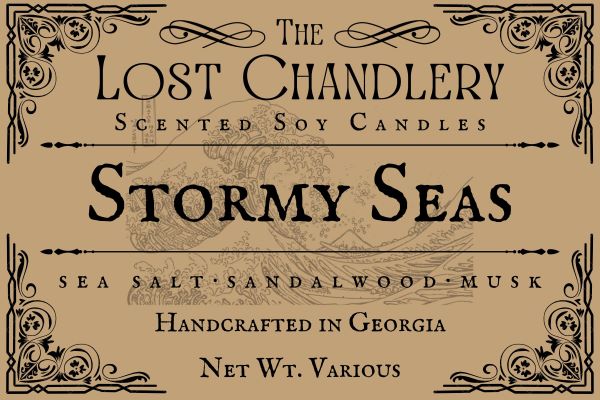 The
Lost Chandlery
Scented Soy Candles
Stormy Seas
sea salt·sandalwood·musk
Handcrafted in Georgia
Net Wt. Various